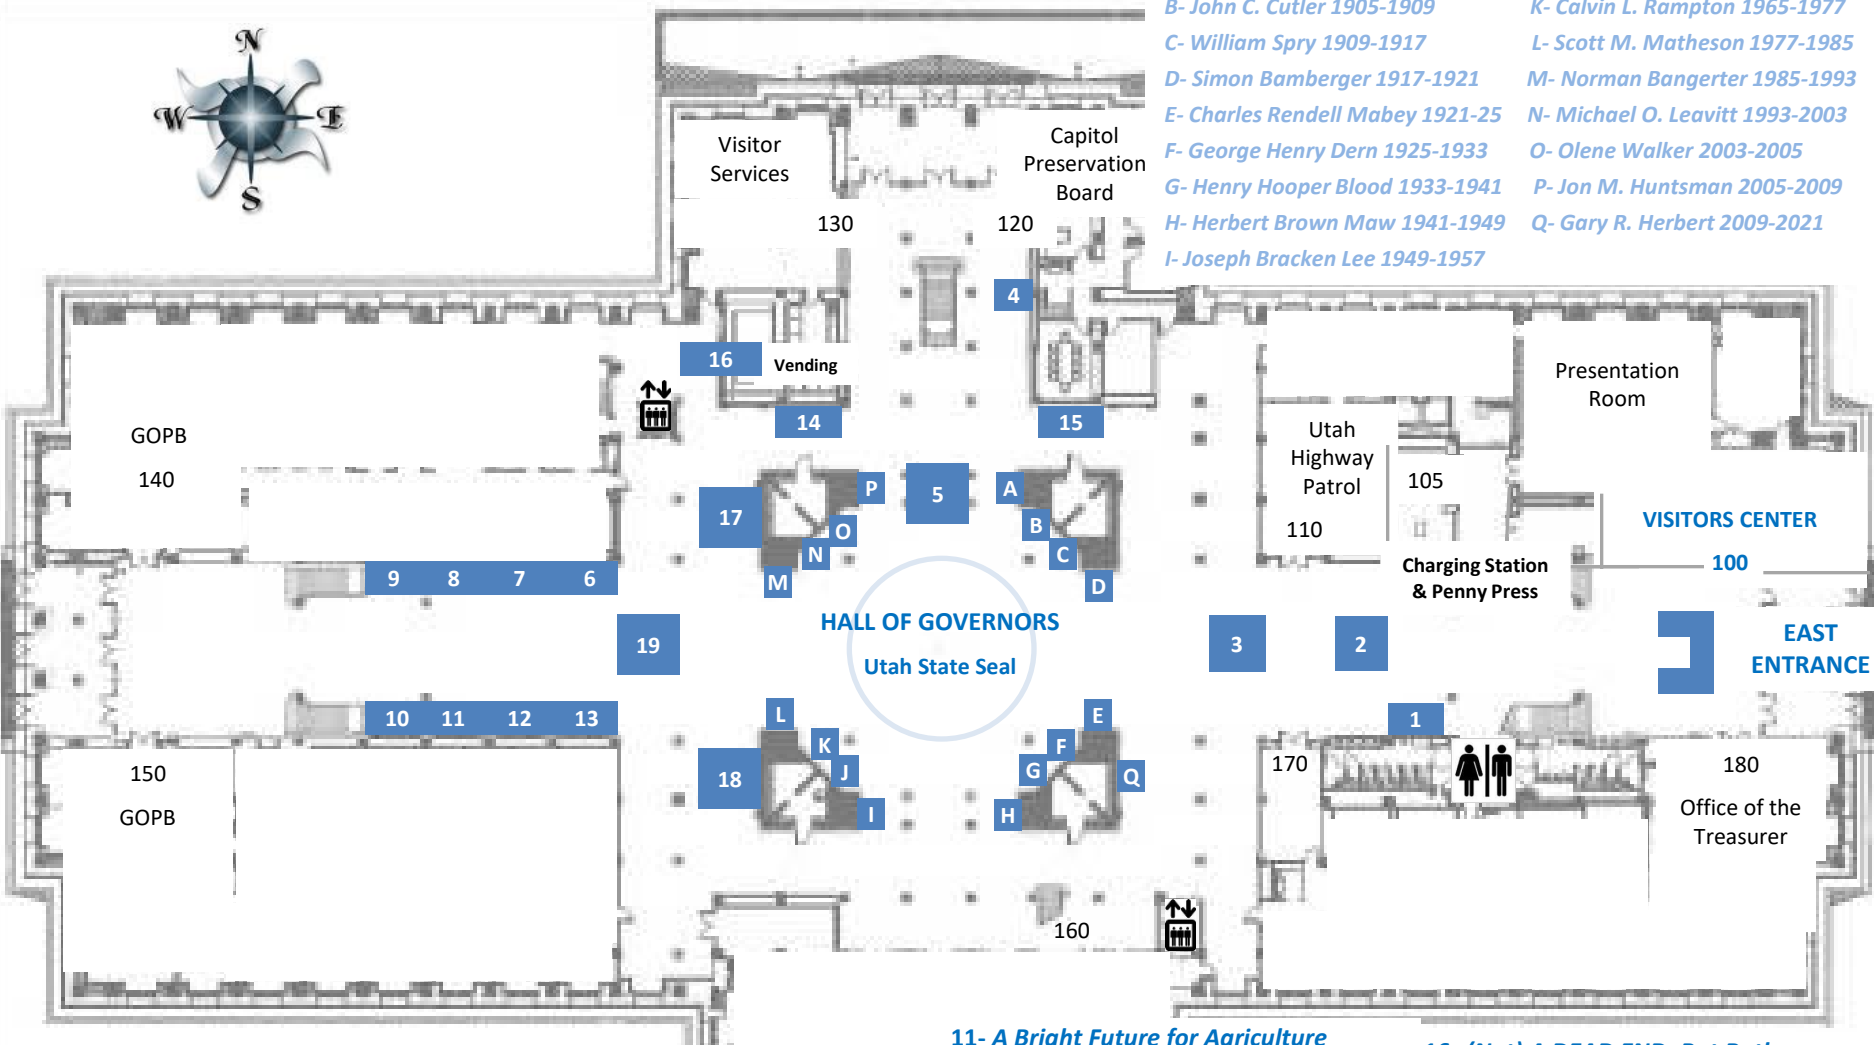 B- John C. Cutler 1905-1909
K- Calvin L. Rampton 1965-1977
C- William Spry 1909-1917
L- Scott M. Matheson 1977-1985
D- Simon Bamberger 1917-1921
M- Norman Bangerter 1985-1993
E- Charles Rendell Mabey 1921-25
N- Michael O. Leavitt 1993-2003
F- George Henry Dern 1925-1933
O- Olene Walker 2003-2005
G- Henry Hooper Blood 1933-1941
P- Jon M. Huntsman 2005-2009
H- Herbert Brown Maw 1941-1949
Q- Gary R. Herbert 2009-2021
I- Joseph Bracken Lee 1949-1957
N
W
E
S
Visitor
Services
130
Capitol
Preservation
Board
120
4
16
Vending
14
15
GOPB
140
Utah
Highway
Patrol
110
105
Presentation
Room
VISITORS CENTER
100
Charging Station
& Penny Press
17
P
O
N
M
5
A
B
C
D
9
8
7
6
19
HALL OF GOVERNORS
Utah State Seal
3
2
EAST
ENTRANCE
10
11
12
13
1
L
K
J
I
18
E
F
G
H
Q
150
GOPB
170
180
Office of the
Treasurer
160
11- A Bright Future for Agriculture
16- (Not) A DEAD END, But Path